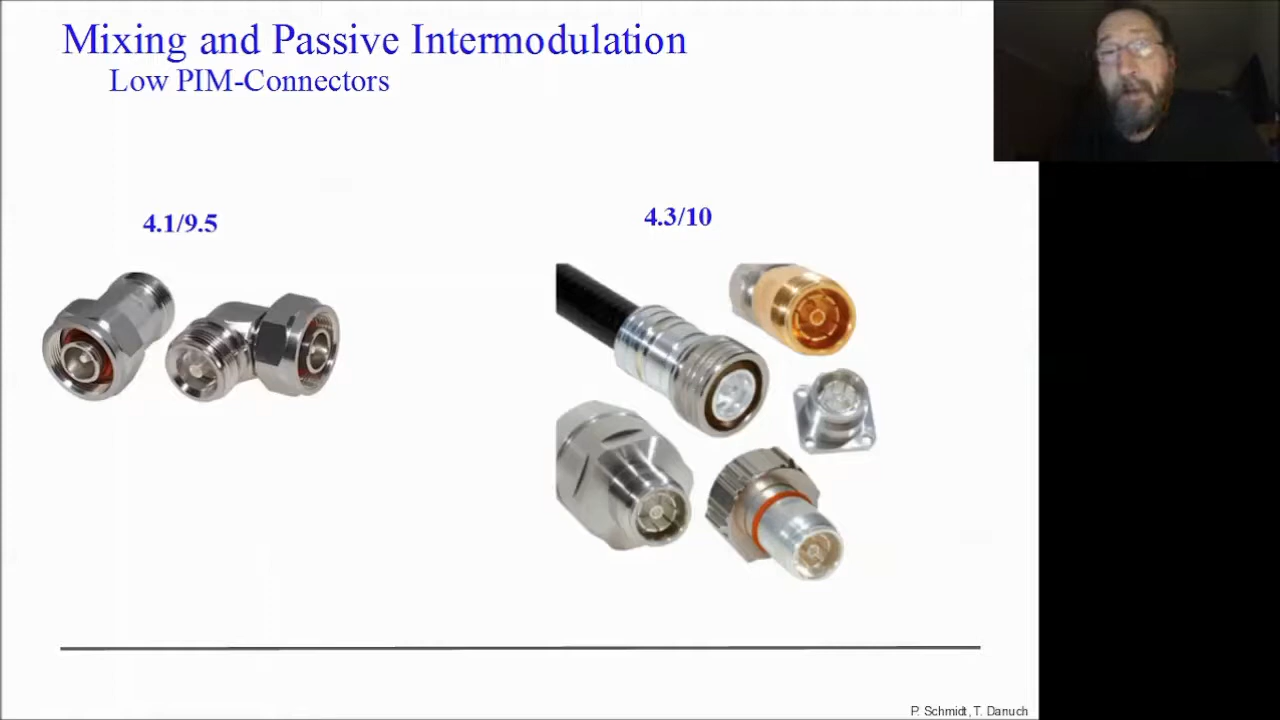 Mixing and Passive Intermodulation
Low PIM-Connectors
4.1/9.5
4.3/10
P. Schmidt, T. Danuch